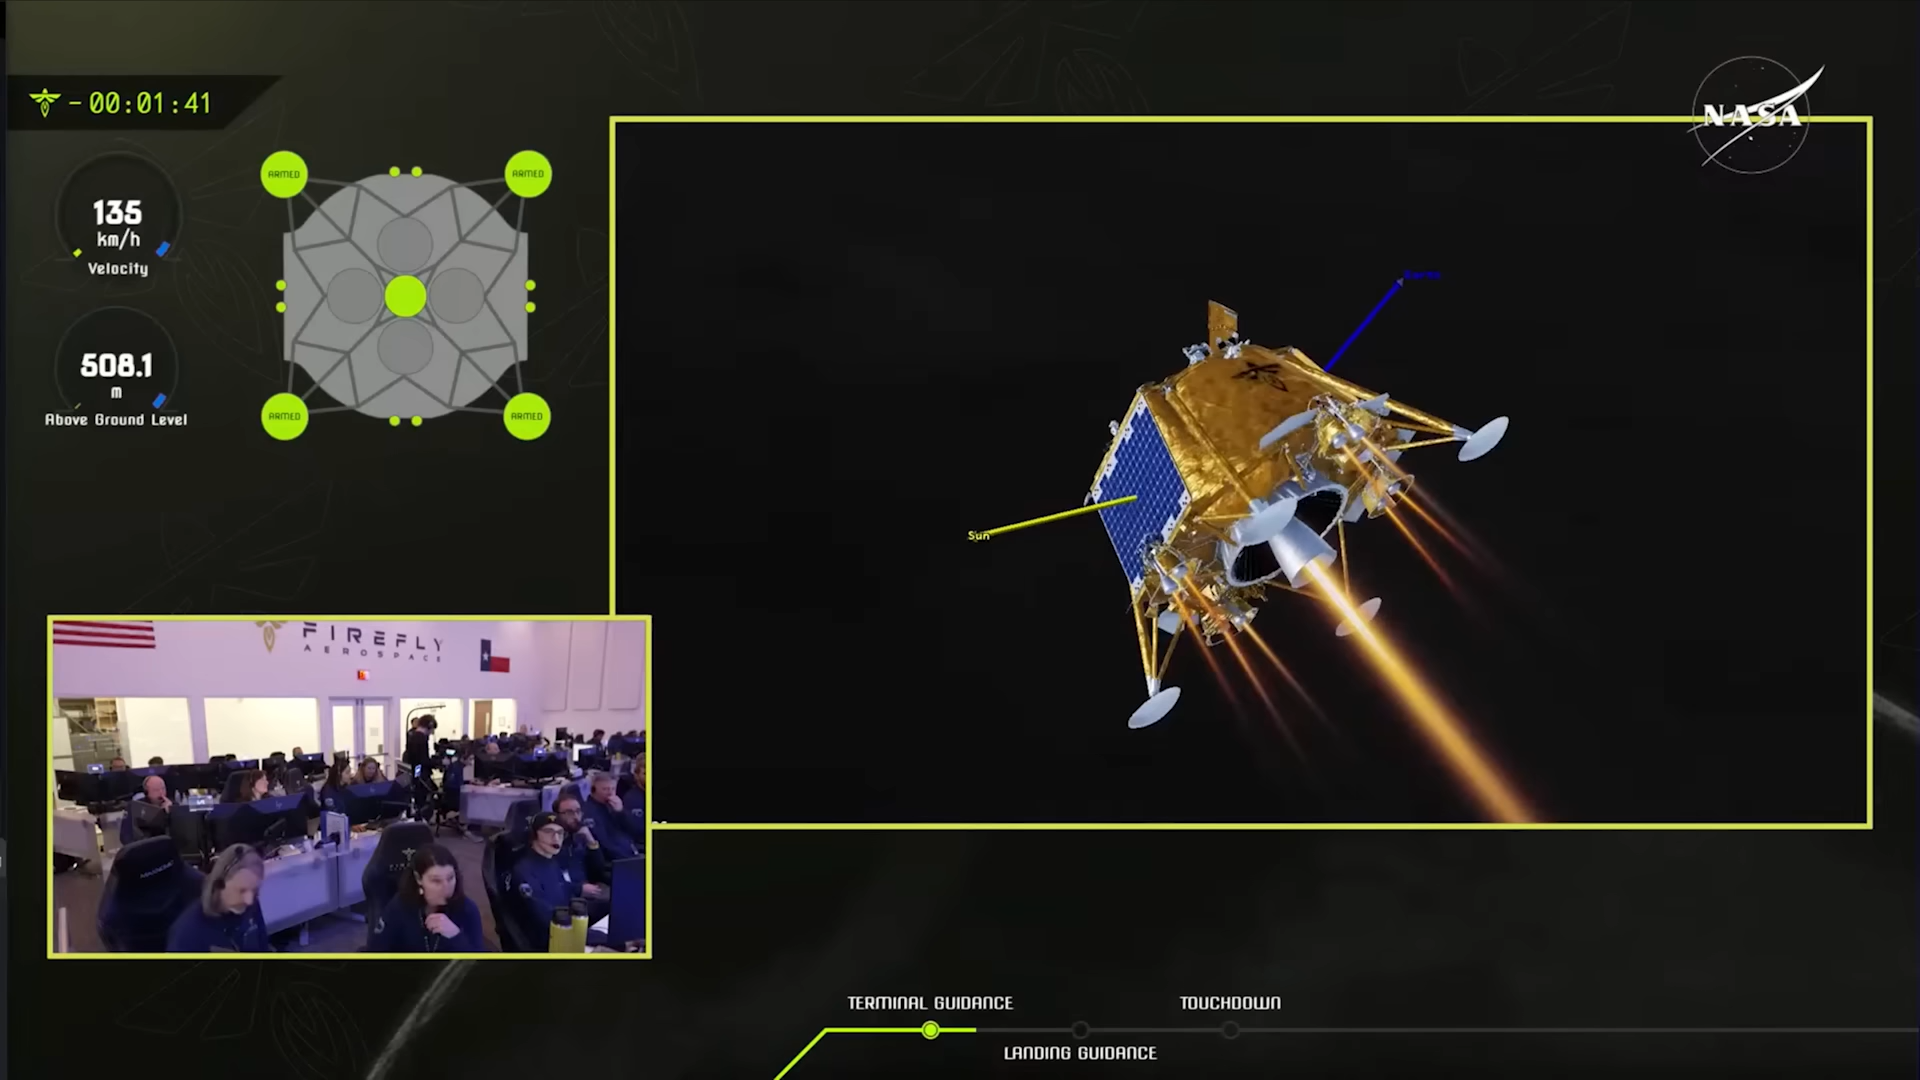 - 00:01:41
NASA
135
km/h
Velocity
508.1
m
Above Ground Level
ARMED
ARMED
ARMED
ARMED
Sun
FIREFLY
AEROSPACE
TERMINAL GUIDANCE
LANDING GUIDANCE
TOUCHDOWN